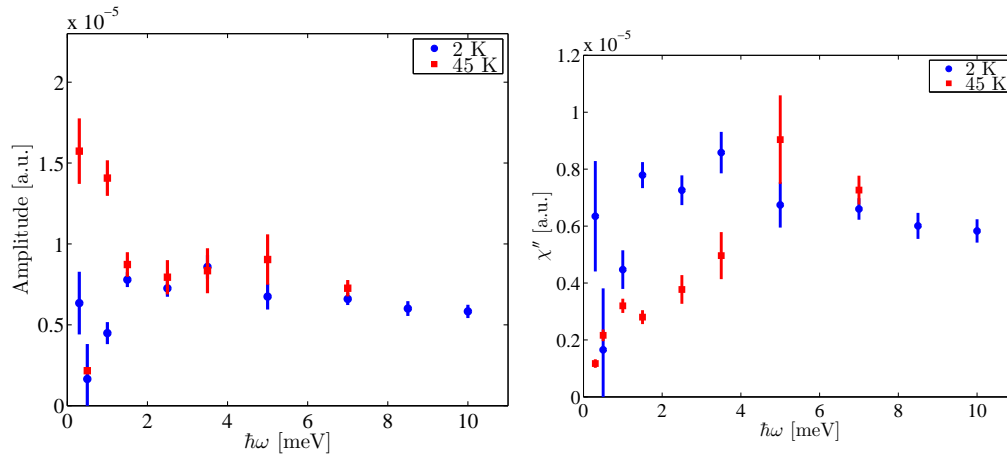 x 10⁻⁵
2 K
45 K
2
1.5
1
0.5
0
Amplitude [a.u.]
0 2 4 6 8 10
ℏω [meV]
x 10⁻⁵
2 K
45 K
1.2
1
0.8
0.6
0.4
0.2
0
χ″ [a.u.]
0 2 4 6 8 10
ℏω [meV]